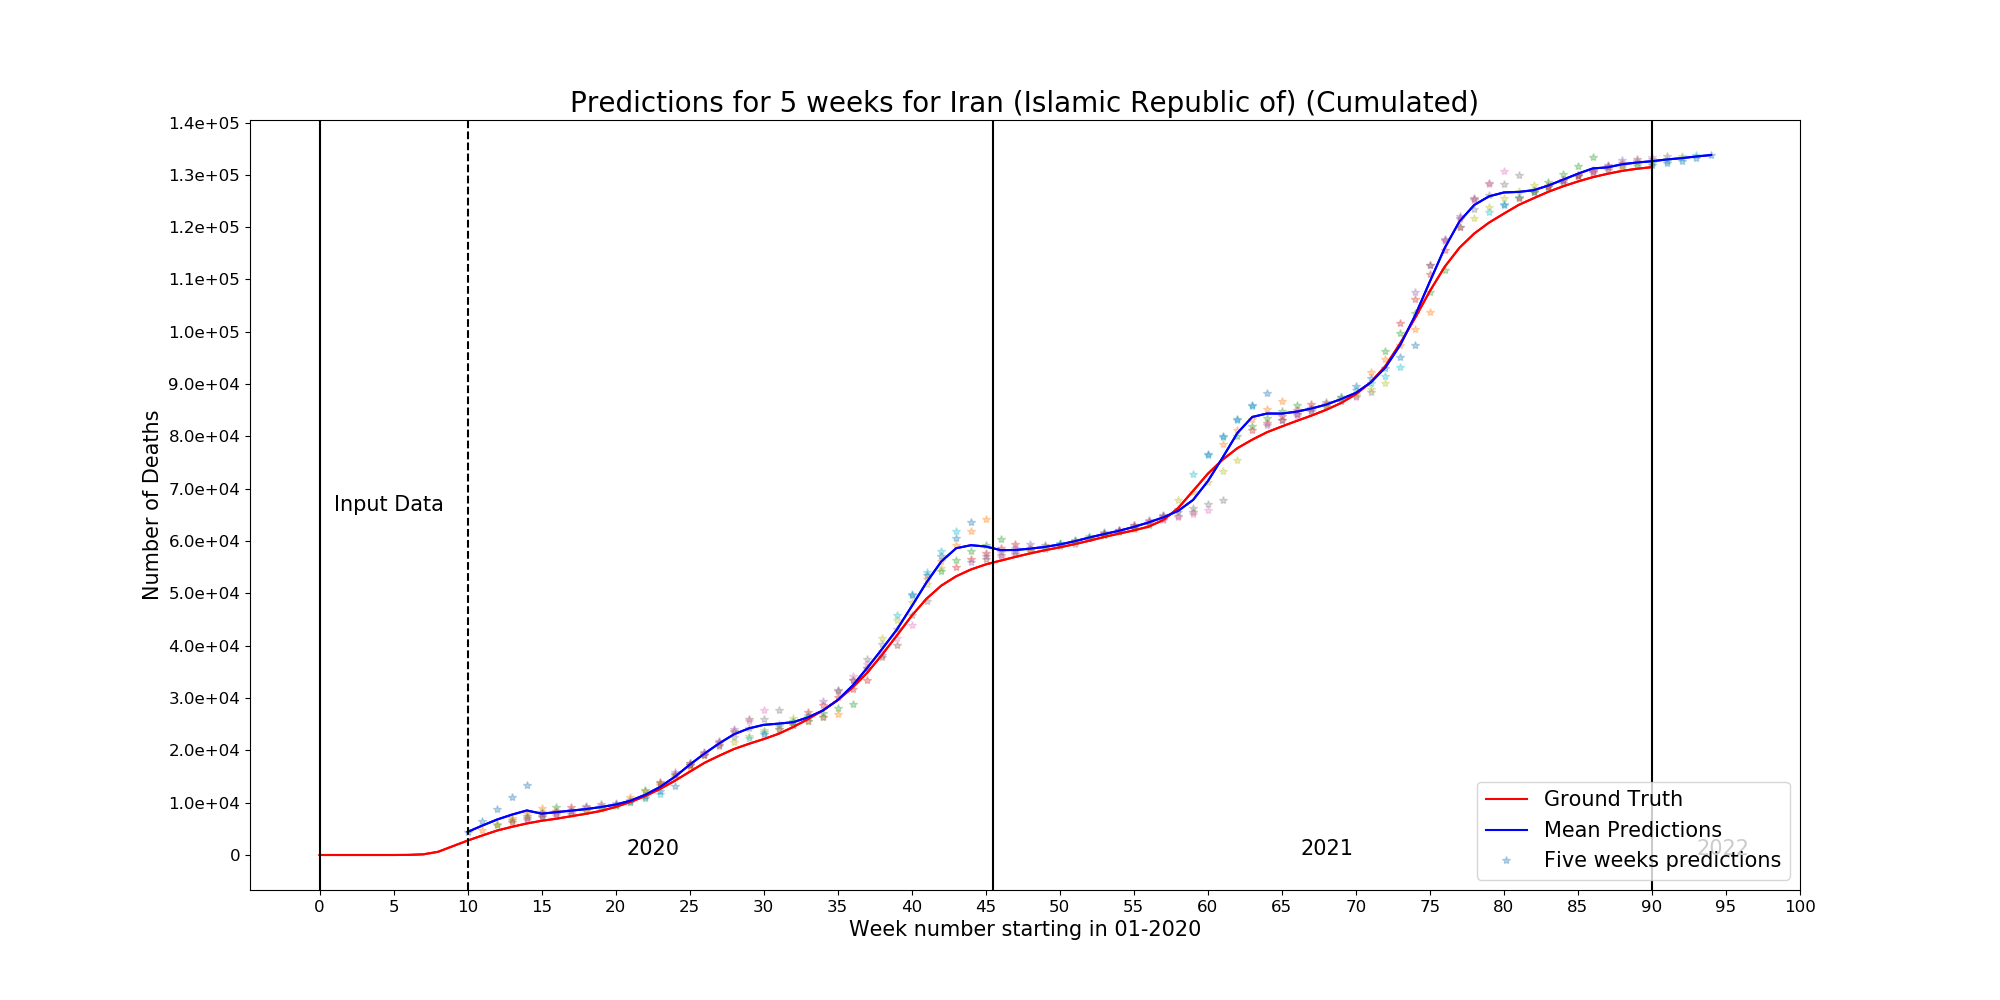 Predictions for 5 weeks for Iran (Islamic Republic of) (Cumulated)
1.4e+05
1.3e+05
1.2e+05
1.1e+05
1.0e+05
9.0e+04
8.0e+04
7.0e+04
6.0e+04
5.0e+04
4.0e+04
3.0e+04
2.0e+04
1.0e+04
0
Number of Deaths
Input Data
2020
2021
2022
Ground Truth
Mean Predictions
Five weeks predictions
0 5 10 15 20 25 30 35 40 45 50 55 60 65 70 75 80 85 90 95 100
Week number starting in 01-2020